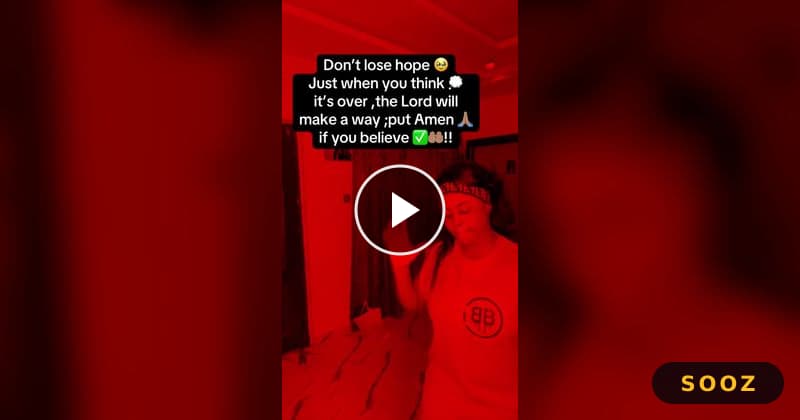 Don't lose hope 🥹
Just when you think 💭
it's over ,the Lord will
make a way ;put Amen 🙏🏽
if you believe ✅🤲🏽!!
BB
SOOZ